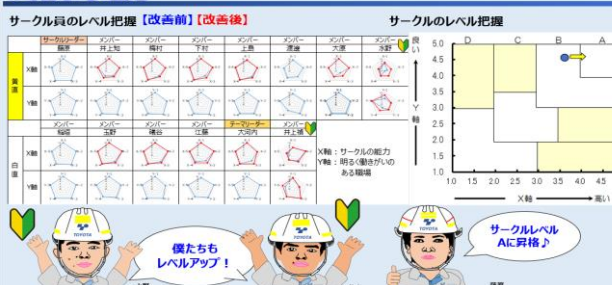 サークル員のレベル把握【改善前】【改善後】
サークルのレベル把握
サークルリーダー メンバー メンバー メンバー メンバー メンバー メンバー メンバー
藤原 井上知 梅村 下村 上島 渡邉 大原 水野
黄直
X軸
Y軸
メンバー メンバー メンバー メンバー テーマリーダー メンバー
稲垣 玉野 磯谷 江藤 大河内 井上禎
白直
X軸
Y軸
X軸:サークルの能力
Y軸:明るく働きがいの
ある職場
良い
Y軸
5.0
4.5
4.0
3.5
3.0
2.5
2.0
1.5
1.0
D C B A
1.0 1.5 2.0 2.5 3.0 3.5 4.0 4.5
X軸 高い
TOYOTA
TOYOTA
TOYOTA
僕たちも
レベルアップ!
サークルレベル
Aに昇格♪